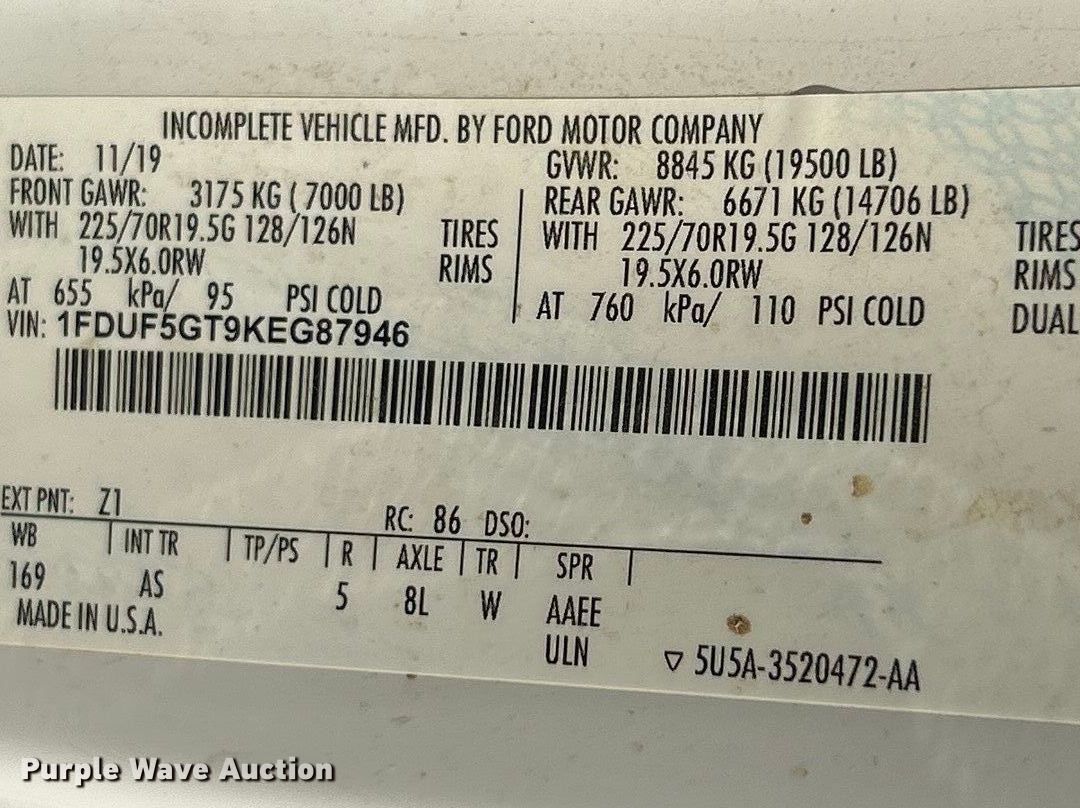 INCOMPLETE VEHICLE MFD. BY FORD MOTOR COMPANY
DATE: 11/19 GVWR: 8845 KG (19500 LB)
FRONT GAWR: 3175 KG ( 7000 LB) REAR GAWR: 6671 KG (14706 LB)
WITH 225/70R19.5G 128/126N TIRES WITH 225/70R19.5G 128/126N TIRES
19.5X6.0RW RIMS 19.5X6.0RW RIMS
AT 655 kPa/ 95 PSI COLD AT 760 kPa/ 110 PSI COLD DUAL
VIN: 1FDUF5GT9KEG87946
EXT PNT: Z1 RC: 86 DSO:
WB INT TR TP/PS R AXLE TR SPR
169 AS 5 8L W AAEE
MADE IN U.S.A. ULN ▽ 5U5A-3520472-AA
Purple Wave Auction